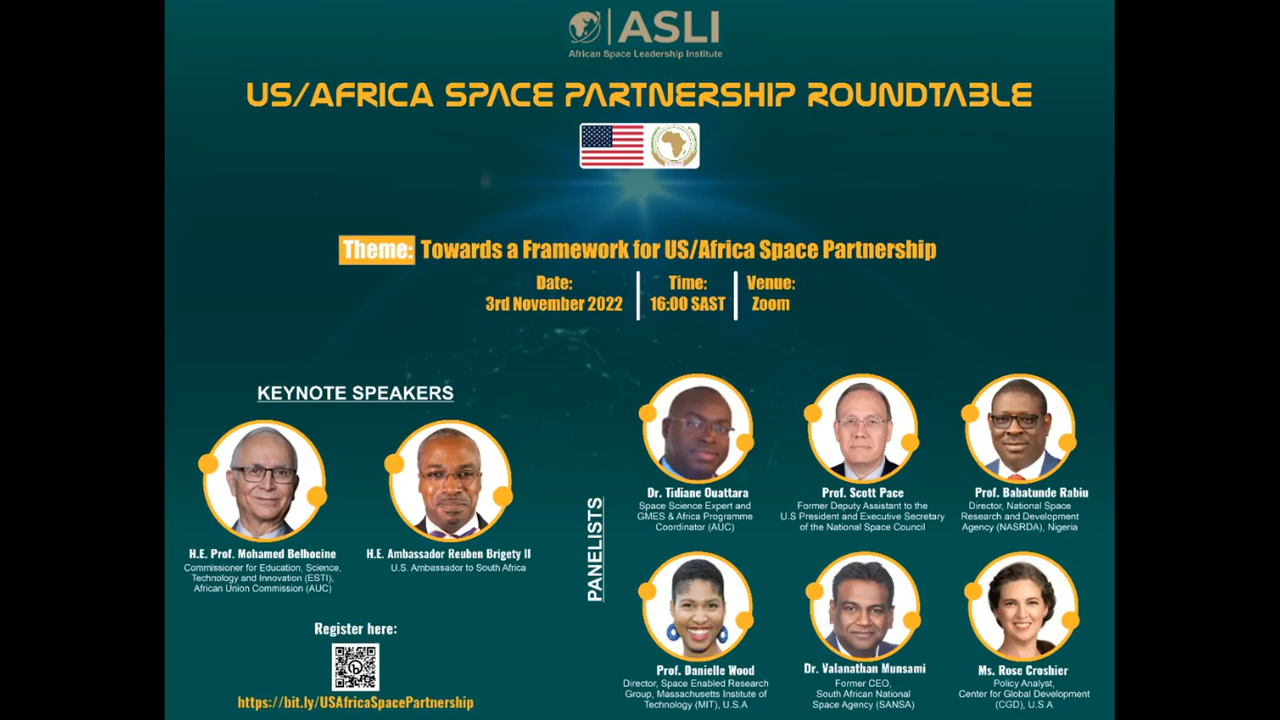 ASLI
African Space Leadership Institute
US/AFRICA SPACE PARTNERSHIP ROUNDTABLE
Theme: Towards a Framework for US/Africa Space Partnership
Date:
3rd November 2022
Time:
16:00 SAST
Venue:
Zoom
KEYNOTE SPEAKERS
H.E. Prof. Mohamed Belhocine
Commissioner for Education, Science,
Technology and Innovation (ESTI),
African Union Commission (AUC)
H.E. Ambassador Reuben Brigety II
U.S. Ambassador to South Africa
Register here:
https://bit.ly/USAfricaSpacePartnership
PANELISTS
Dr. Tidiane Ouattara
Space Science Expert and
GMES & Africa Programme
Coordinator (AUC)
Prof. Scott Pace
Former Deputy Assistant to the
U.S President and Executive Secretary
of the National Space Council
Prof. Babatunde Rabiu
Director, National Space
Research and Development
Agency (NASRDA), Nigeria
Prof. Danielle Wood
Director, Space Enabled Research
Group, Massachusetts Institute of
Technology (MIT), U.S.A
Dr. Valanathan Munsami
Former CEO,
South African National
Space Agency (SANSA)
Ms. Rose Croshier
Policy Analyst,
Center for Global Development
(CGD), U.S.A